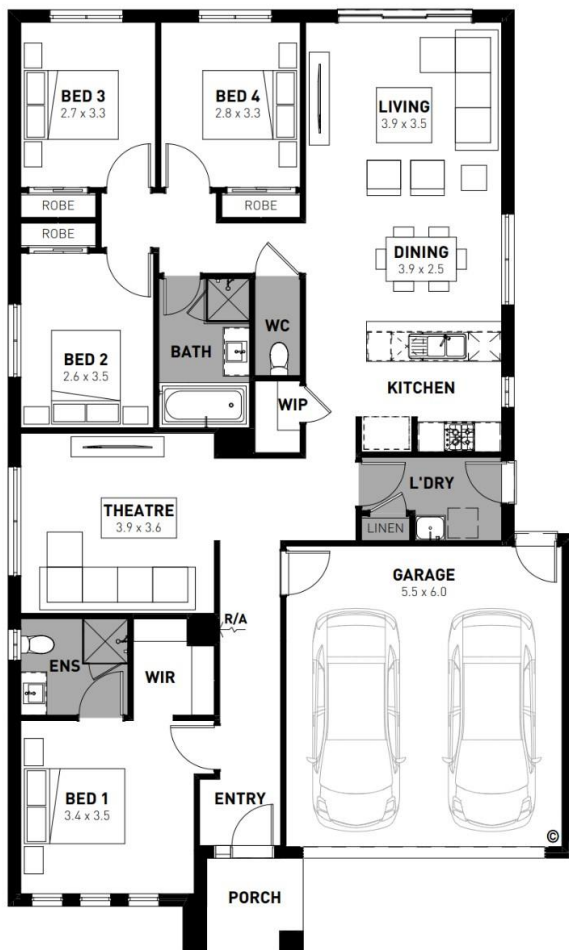 BED 3
2.7 x 3.3
BED 4
2.8 x 3.3
LIVING
3.9 x 3.5
ROBE
ROBE
ROBE
DINING
3.9 x 2.5
BATH
WC
BED 2
2.6 x 3.5
KITCHEN
WIP
L'DRY
THEATRE
3.9 x 3.6
LINEN
GARAGE
5.5 x 6.0
R/A
ENS
WIR
BED 1
3.4 x 3.5
ENTRY
©
PORCH